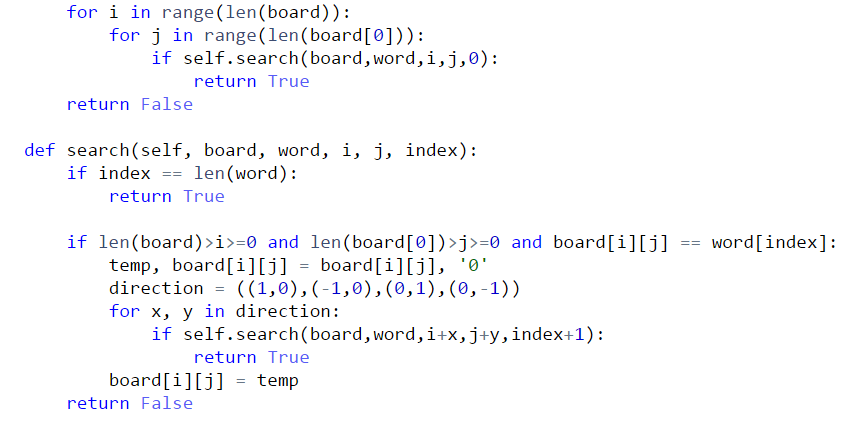 for i in range(len(board)):
for j in range(len(board[0])):
if self.search(board,word,i,j,0):
return True
return False
def search(self, board, word, i, j, index):
if index == len(word):
return True
if len(board)>i>=0 and len(board[0])>j>=0 and board[i][j] == word[index]:
temp, board[i][j] = board[i][j], '0'
direction = ((1,0),(-1,0),(0,1),(0,-1))
for x, y in direction:
if self.search(board,word,i+x,j+y,index+1):
return True
board[i][j] = temp
return False